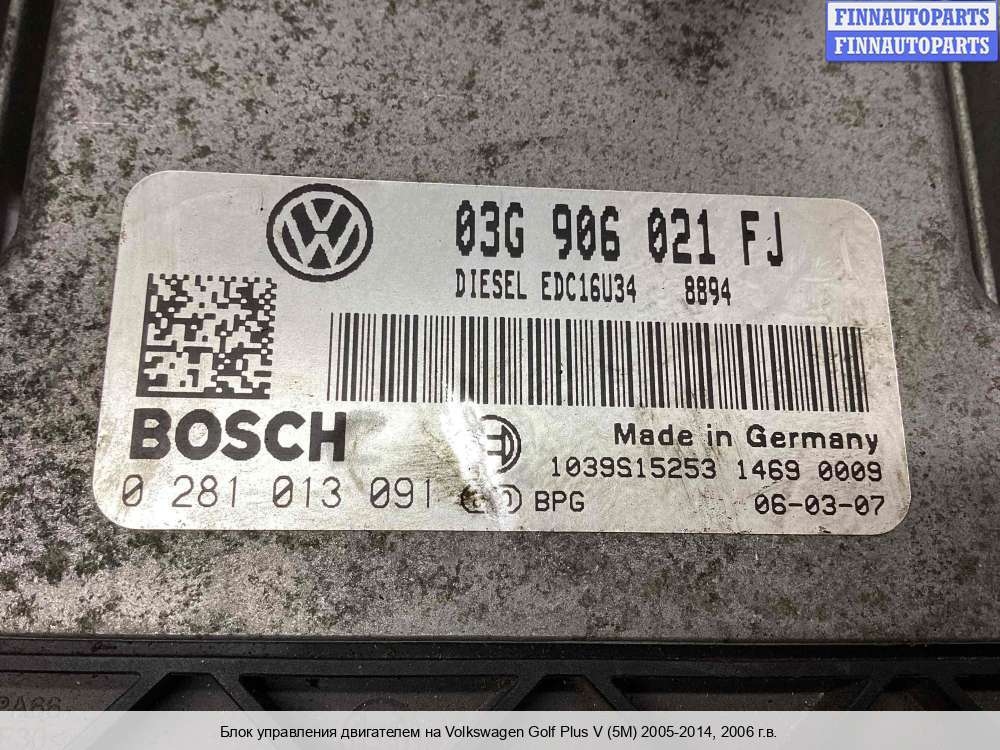 FINNAUTOPARTS
FINNAUTOPARTS
03G 906 021 FJ
DIESEL EDC16U34 8894
BOSCH
Made in Germany
1039S15253 1469 0009
0 281 013 091 BPG 06-03-07
Блок управления двигателем на Volkswagen Golf Plus V (5M) 2005-2014, 2006 г.в.